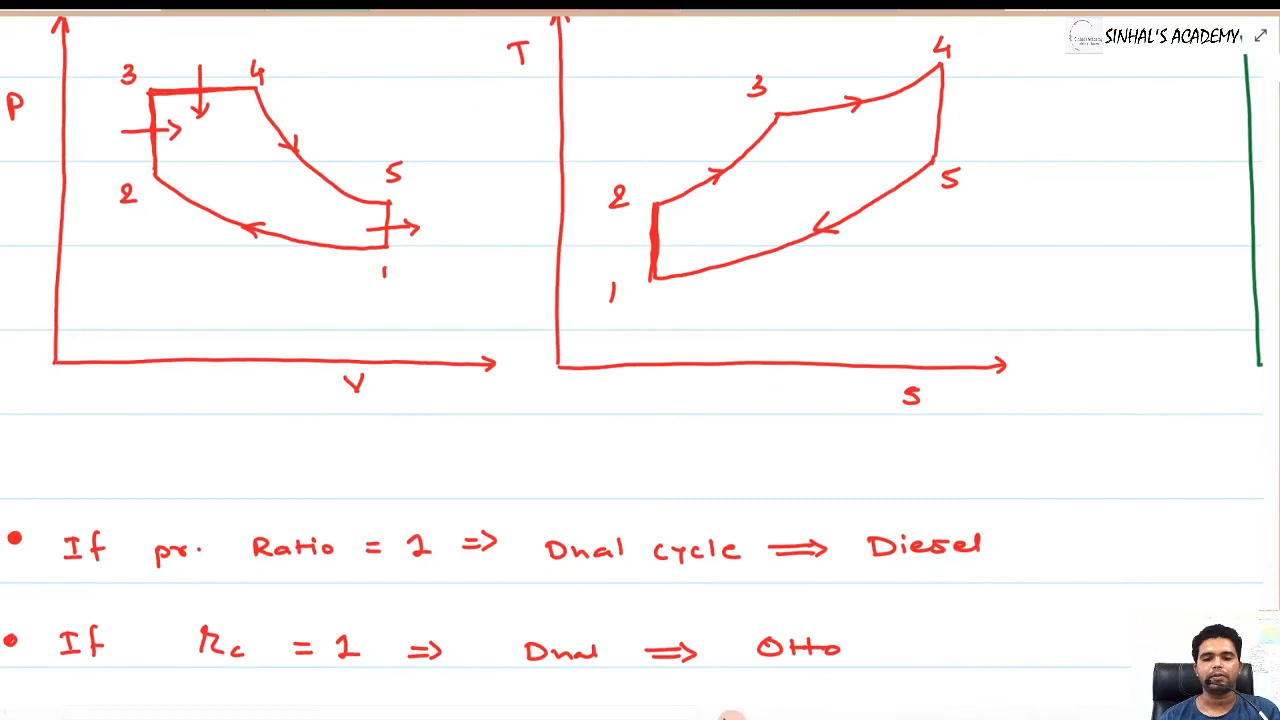 SINHAL'S ACADEMY
P
3
4
2
5
1
V
T
4
3
2
5
1
S
• If pr. Ratio = 1 => Dual cycle ⟹ Diesel
• If rc = 1 => Dual ⟹ Otto